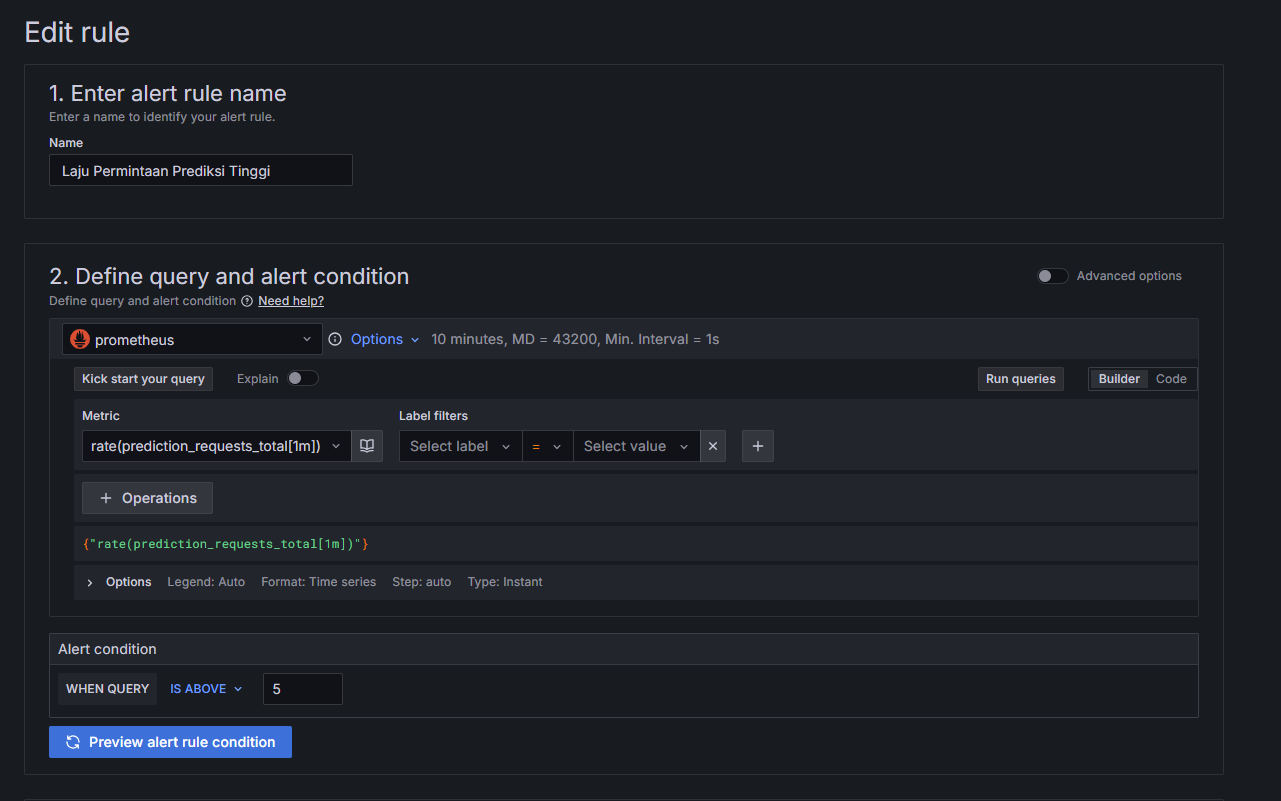 Edit rule
1. Enter alert rule name
Enter a name to identify your alert rule.
Name
Laju Permintaan Prediksi Tinggi
2. Define query and alert condition
Advanced options
Define query and alert condition Need help?
prometheus Options 10 minutes, MD = 43200, Min. Interval = 1s
Kick start your query Explain Run queries Builder Code
Metric Label filters
rate(prediction_requests_total[1m]) Select label = Select value
+ Operations
{"rate(prediction_requests_total[1m])"}
Options Legend: Auto Format: Time series Step: auto Type: Instant
Alert condition
WHEN QUERY IS ABOVE 5
Preview alert rule condition